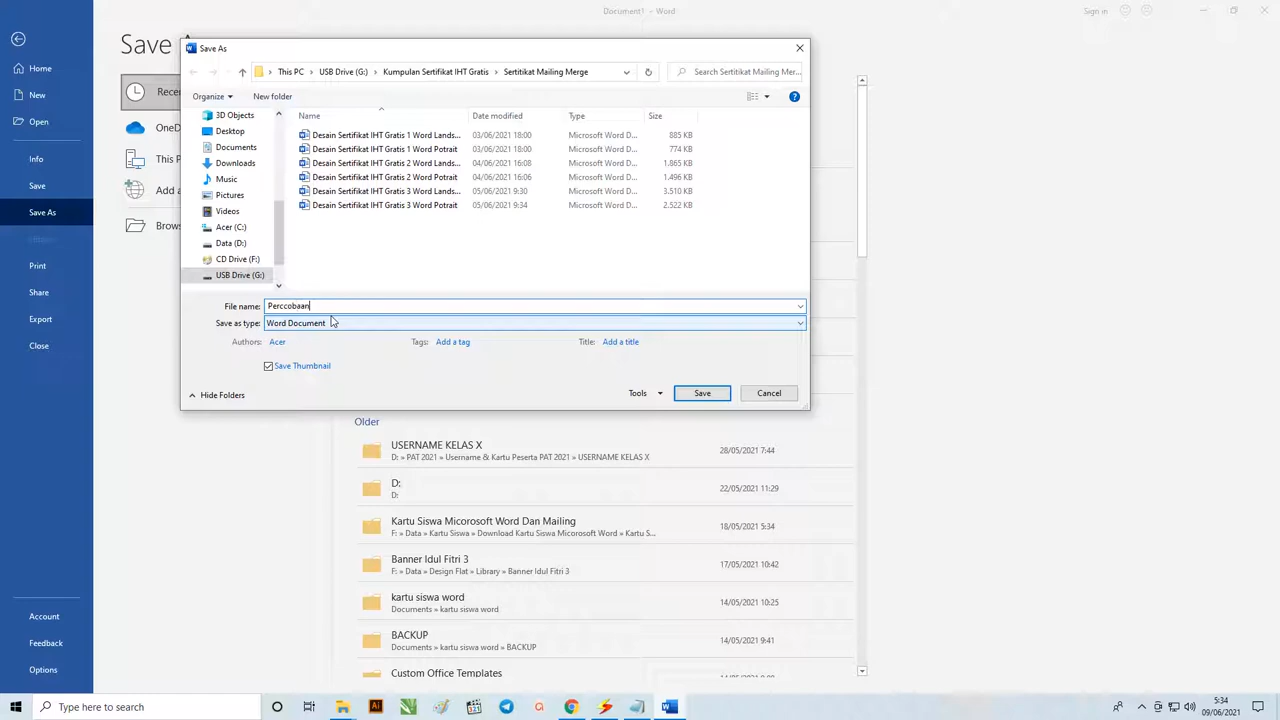 Document1 - Word
Sign in
Save As
Home
New
Open
Info
Save
Save As
Print
Share
Export
Close
Account
Feedback
Options
This PC > USB Drive (G:) > Kumpulan Sertifikat IHT Gratis > Sertitikat Mailing Merge
Search Sertitikat Mailing Mer...
Organize
New folder
3D Objects
Desktop
Documents
Downloads
Music
Pictures
Videos
Acer (C:)
Data (D:)
CD Drive (F:)
USB Drive (G:)
Name Date modified Type Size
Desain Sertifikat IHT Gratis 1 Word Lands... 03/06/2021 18:00 Microsoft Word D... 885 KB
Desain Sertifikat IHT Gratis 1 Word Potrait 03/06/2021 18:00 Microsoft Word D... 774 KB
Desain Sertifikat IHT Gratis 2 Word Lands... 04/06/2021 16:08 Microsoft Word D... 1.865 KB
Desain Sertifikat IHT Gratis 2 Word Potrait 04/06/2021 16:06 Microsoft Word D... 1.496 KB
Desain Sertifikat IHT Gratis 3 Word Lands... 05/06/2021 9:30 Microsoft Word D... 3.510 KB
Desain Sertifikat IHT Gratis 3 Word Potrait 05/06/2021 9:34 Microsoft Word D... 2.522 KB
File name: Perccobaan
Save as type: Word Document
Authors: Acer Tags: Add a tag Title: Add a title
Save Thumbnail
Hide Folders
Tools
Save
Cancel
Older
USERNAME KELAS X
D: » PAT 2021 » Username & Kartu Peserta PAT 2021 » USERNAME KELAS X
28/05/2021 7:44
D:
D:
22/05/2021 11:29
Kartu Siswa Micorosoft Word Dan Mailing
F: » Data » Kartu Siswa » Download Kartu Siswa Microsoft Word » Kartu S...
18/05/2021 5:34
Banner Idul Fitri 3
F: » Data » Design Flat » Library » Banner Idul Fitri 3
17/05/2021 10:42
kartu siswa word
Documents » kartu siswa word
14/05/2021 10:25
BACKUP
Documents » kartu siswa word » BACKUP
14/05/2021 9:41
Custom Office Templates
Type here to search
5:34
09/06/2021